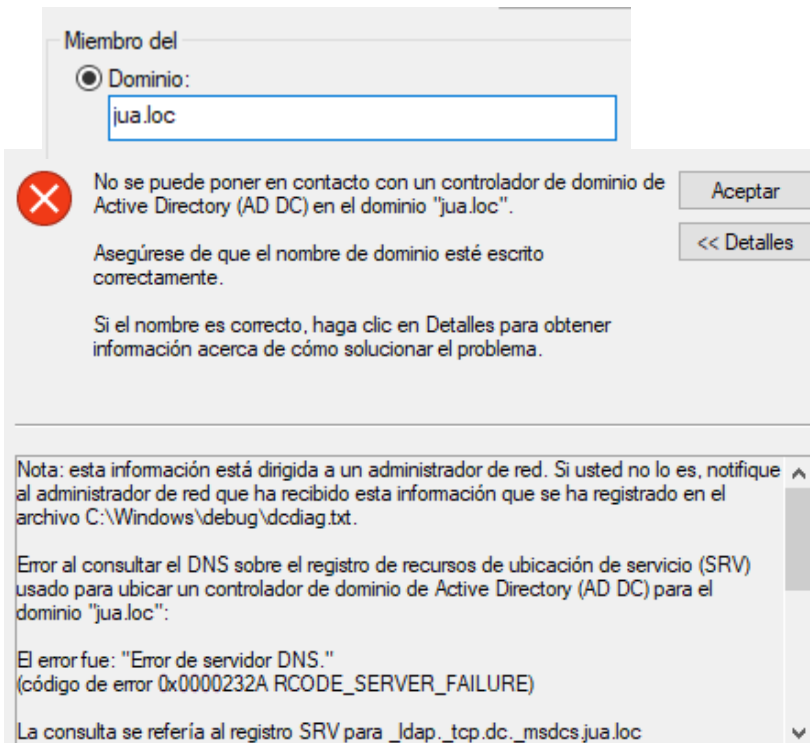 Miembro del
Dominio:
jua.loc
No se puede poner en contacto con un controlador de dominio de
Active Directory (AD DC) en el dominio "jua.loc".
Aceptar
<< Detalles
Asegúrese de que el nombre de dominio esté escrito
correctamente.
Si el nombre es correcto, haga clic en Detalles para obtener
información acerca de cómo solucionar el problema.
Nota: esta información está dirigida a un administrador de red. Si usted no lo es, notifique
al administrador de red que ha recibido esta información que se ha registrado en el
archivo C:\Windows\debug\dcdiag.txt.
Error al consultar el DNS sobre el registro de recursos de ubicación de servicio (SRV)
usado para ubicar un controlador de dominio de Active Directory (AD DC) para el
dominio "jua.loc":
El error fue: "Error de servidor DNS."
(código de error 0x0000232A RCODE_SERVER_FAILURE)
La consulta se refería al registro SRV para _ldap._tcp.dc._msdcs.jua.loc